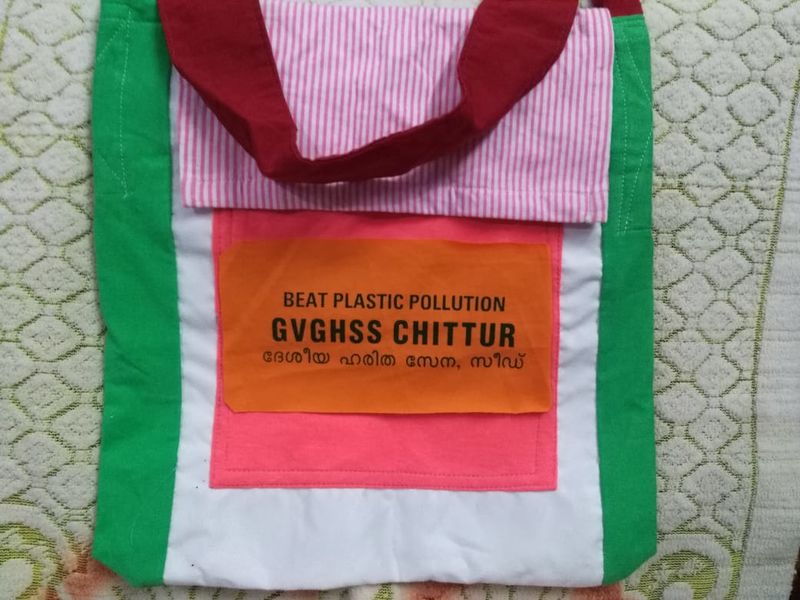 BEAT PLASTIC POLLUTION
GVGHSS CHITTUR
ദേശീയ ഹരിത സേന, സീഡ്